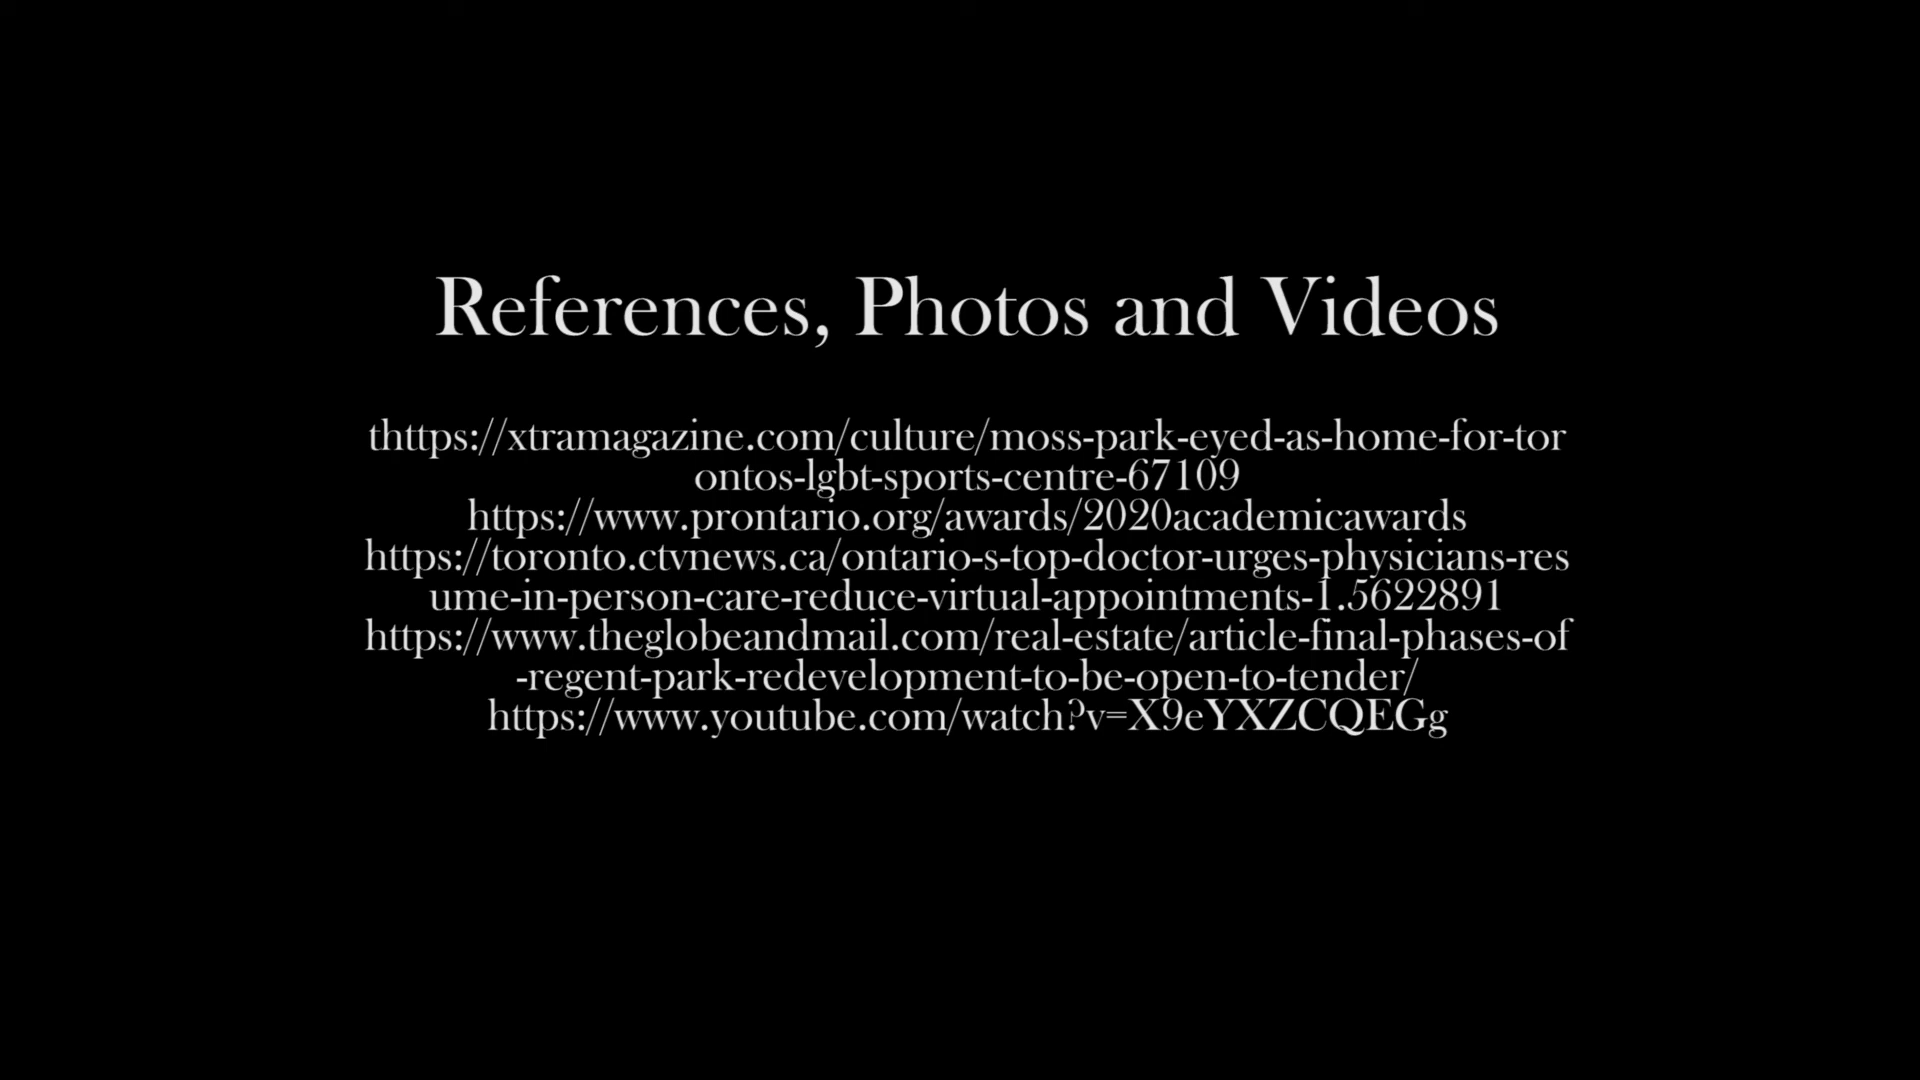 References, Photos and Videos
thttps://xtramagazine.com/culture/moss-park-eyed-as-home-for-tor
ontos-lgbt-sports-centre-67109
https://www.prontario.org/awards/2020academicawards
https://toronto.ctvnews.ca/ontario-s-top-doctor-urges-physicians-res
ume-in-person-care-reduce-virtual-appointments-1.5622891
https://www.theglobeandmail.com/real-estate/article-final-phases-of
-regent-park-redevelopment-to-be-open-to-tender/
https://www.youtube.com/watch?v=X9eYXZCQEGg